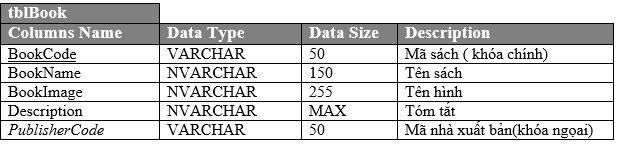 tblBook
Columns Name Data Type Data Size Description
BookCode VARCHAR 50 Mã sách ( khóa chính)
BookName NVARCHAR 150 Tên sách
BookImage NVARCHAR 255 Tên hình
Description NVARCHAR MAX Tóm tắt
PublisherCode VARCHAR 50 Mã nhà xuất bản(khóa ngọai)